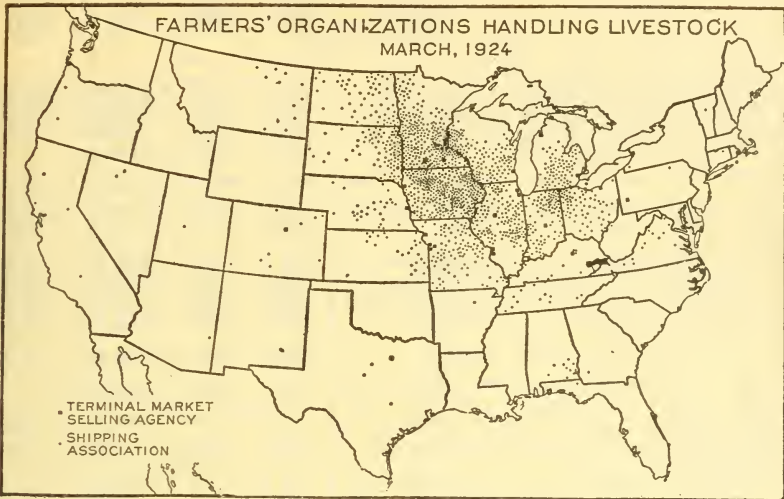 FARMERS' ORGANIZATIONS HANDLING LIVESTOCK
MARCH, 1924
TERMINAL MARKET
SELLING AGENCY
SHIPPING
ASSOCIATION